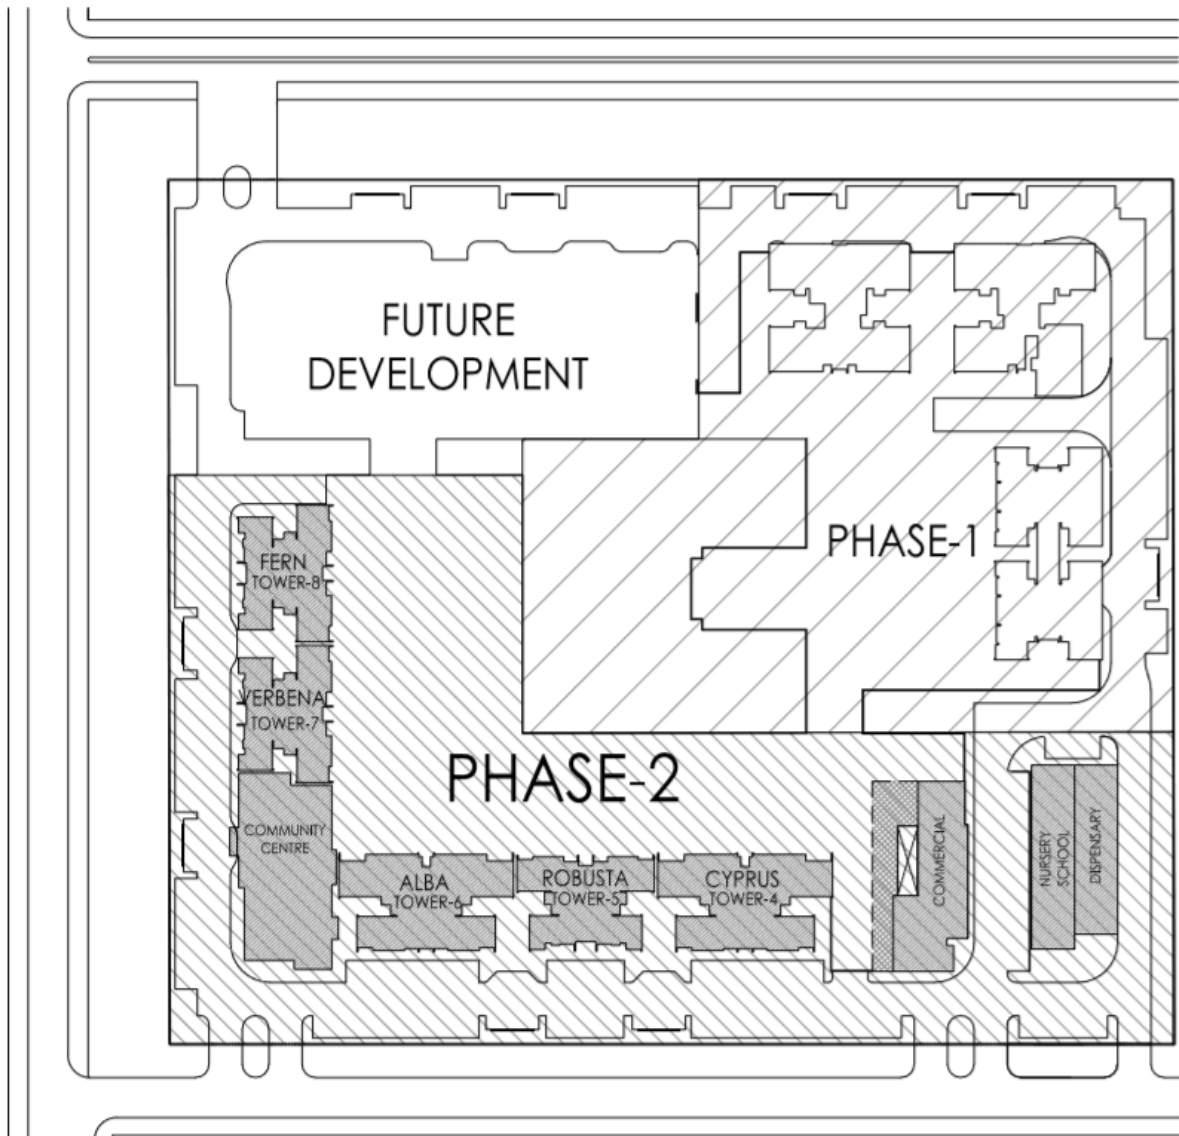 FUTURE
DEVELOPMENT
PHASE-1
FERN
TOWER-8
VERBENA
TOWER-7
PHASE-2
COMMUNITY
CENTRE
ALBA
TOWER-6
ROBUSTA
TOWER-5
CYPRUS
TOWER-4
COMMERCIAL
NURSERY
SCHOOL
DISPENSARY